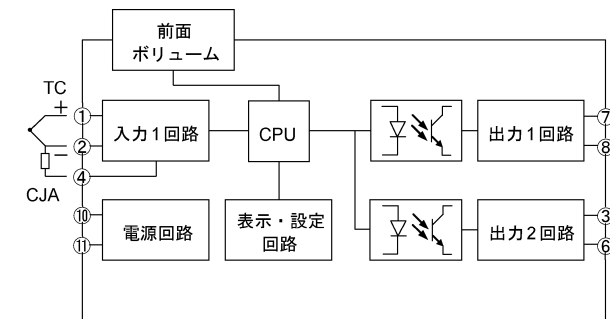 前面
ボリューム
TC
+
①
入力1回路
CPU
出力1回路
⑦
②
⑧
−
④
CJA
⑩
電源回路
表示・設定
回路
出力2回路
③
⑪
⑥